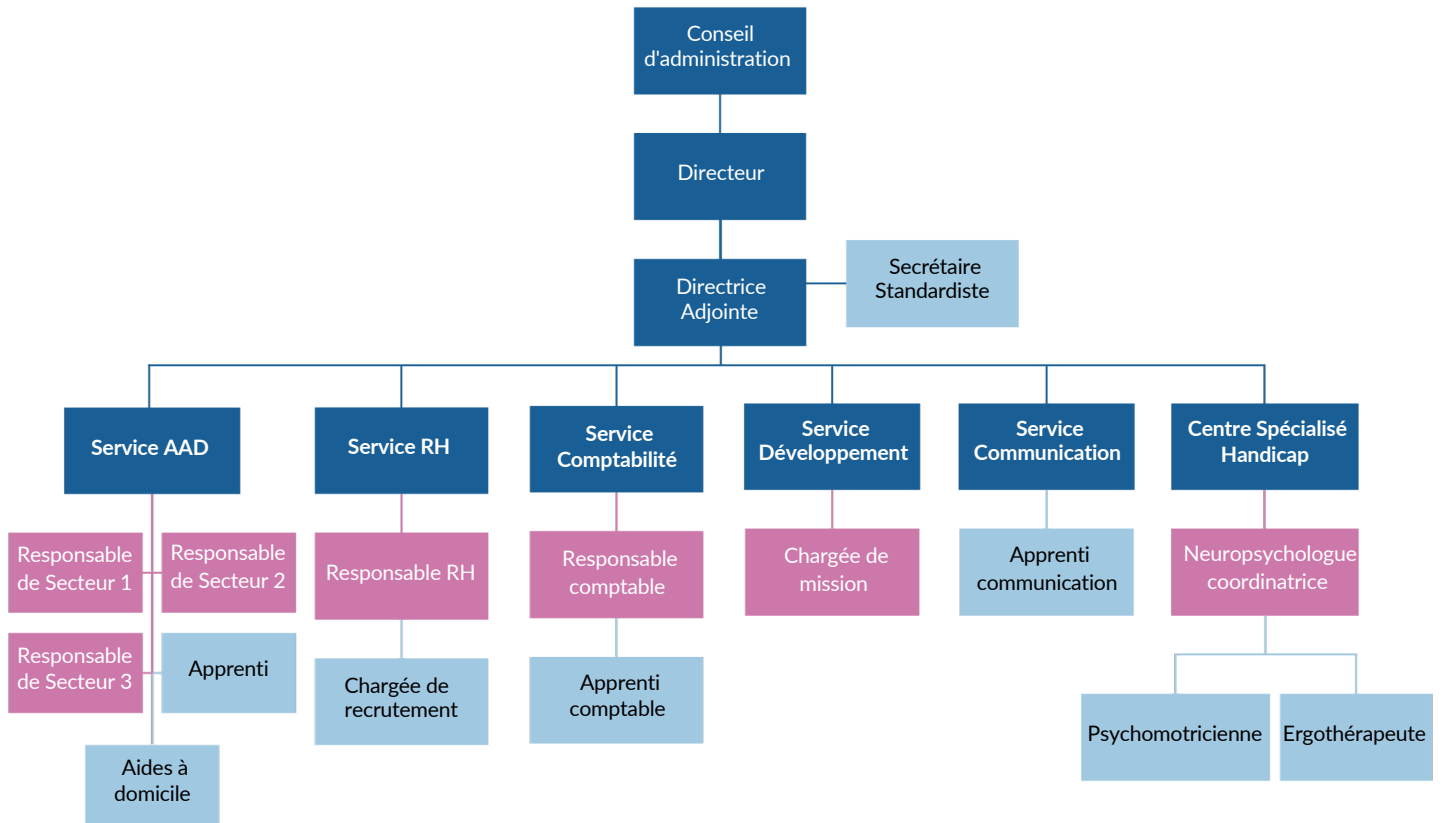 Conseil
d'administration
Directeur
Directrice
Adjointe
Secrétaire
Standardiste
Service AAD
Service RH
Service
Comptabilité
Service
Développement
Service
Communication
Centre Spécialisé
Handicap
Responsable
de Secteur 1
Responsable
de Secteur 2
Responsable RH
Responsable
comptable
Chargée de
mission
Apprenti
communication
Neuropsychologue
coordinatrice
Responsable
de Secteur 3
Apprenti
Chargée de
recrutement
Apprenti
comptable
Psychomotricienne
Ergothérapeute
Aides à
domicile